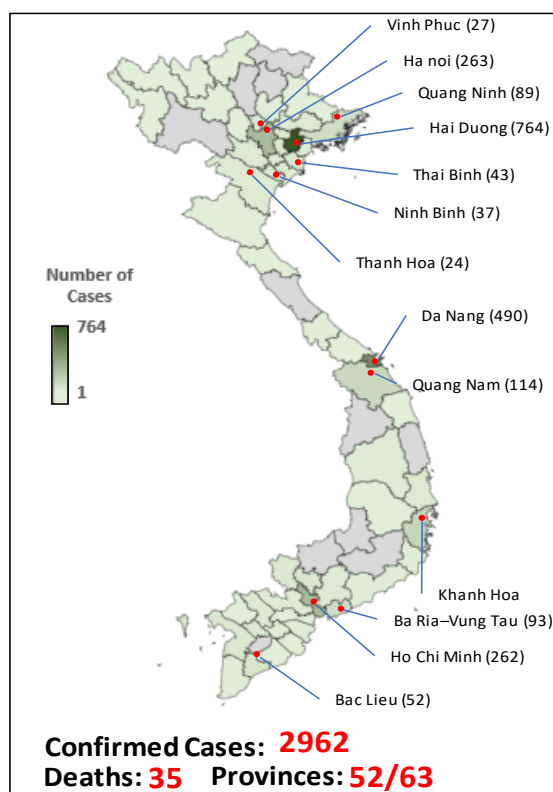 Vinh Phuc (27)
Ha noi (263)
Quang Ninh (89)
Hai Duong (764)
Thai Binh (43)
Ninh Binh (37)
Thanh Hoa (24)
Number of
Cases
764
1
Da Nang (490)
Quang Nam (114)
Khanh Hoa
Ba Ria–Vung Tau (93)
Ho Chi Minh (262)
Bac Lieu (52)
Confirmed Cases: 2962
Deaths: 35 Provinces: 52/63